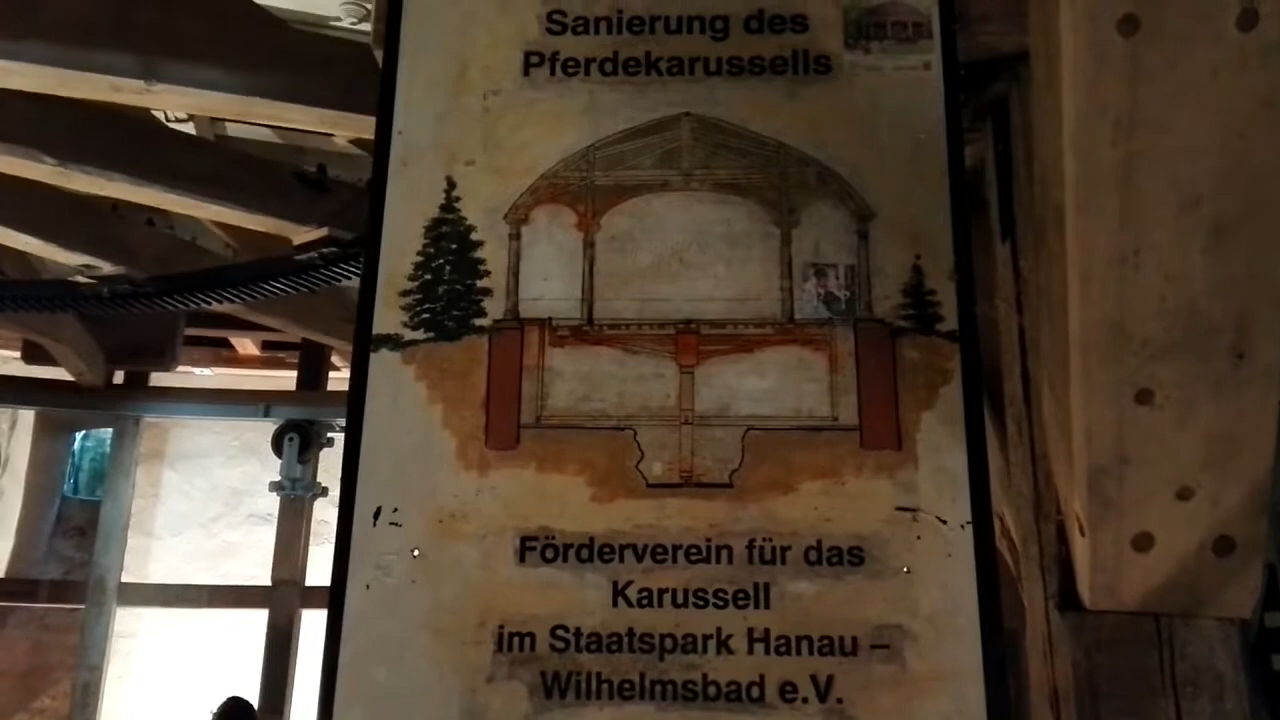 Sanierung des
Pferdekarussells
Förderverein für das
Karussell
im Staatspark Hanau –
Wilhelmsbad e.V.